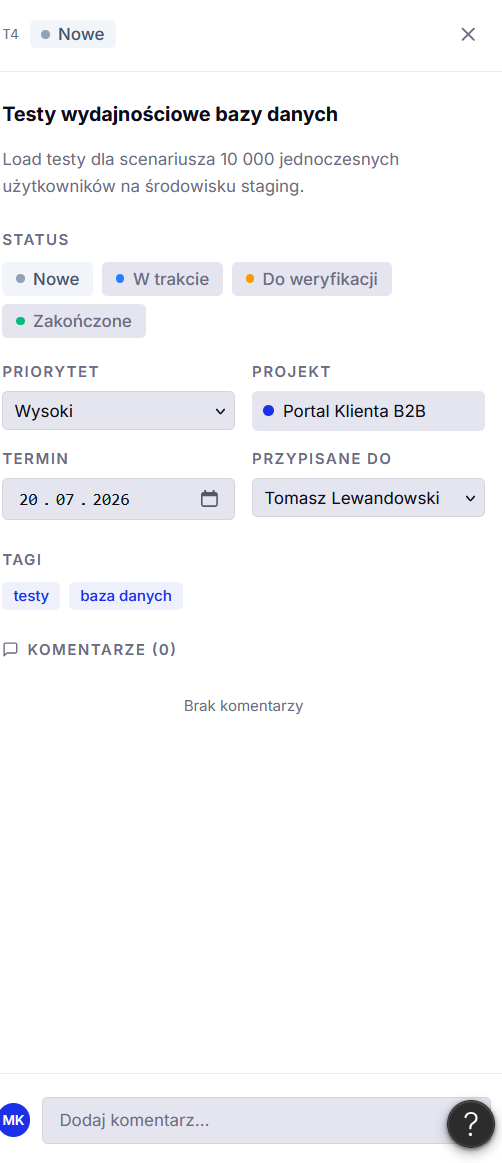 T4 Nowe
Testy wydajnościowe bazy danych
Load testy dla scenariusza 10 000 jednoczesnych
użytkowników na środowisku staging.
STATUS
Nowe W trakcie Do weryfikacji
Zakończone
PRIORYTET PROJEKT
Wysoki Portal Klienta B2B
TERMIN PRZYPISANE DO
20 . 07 . 2026 Tomasz Lewandowski
TAGI
testy baza danych
KOMENTARZE (0)
Brak komentarzy
MK Dodaj komentarz... ?